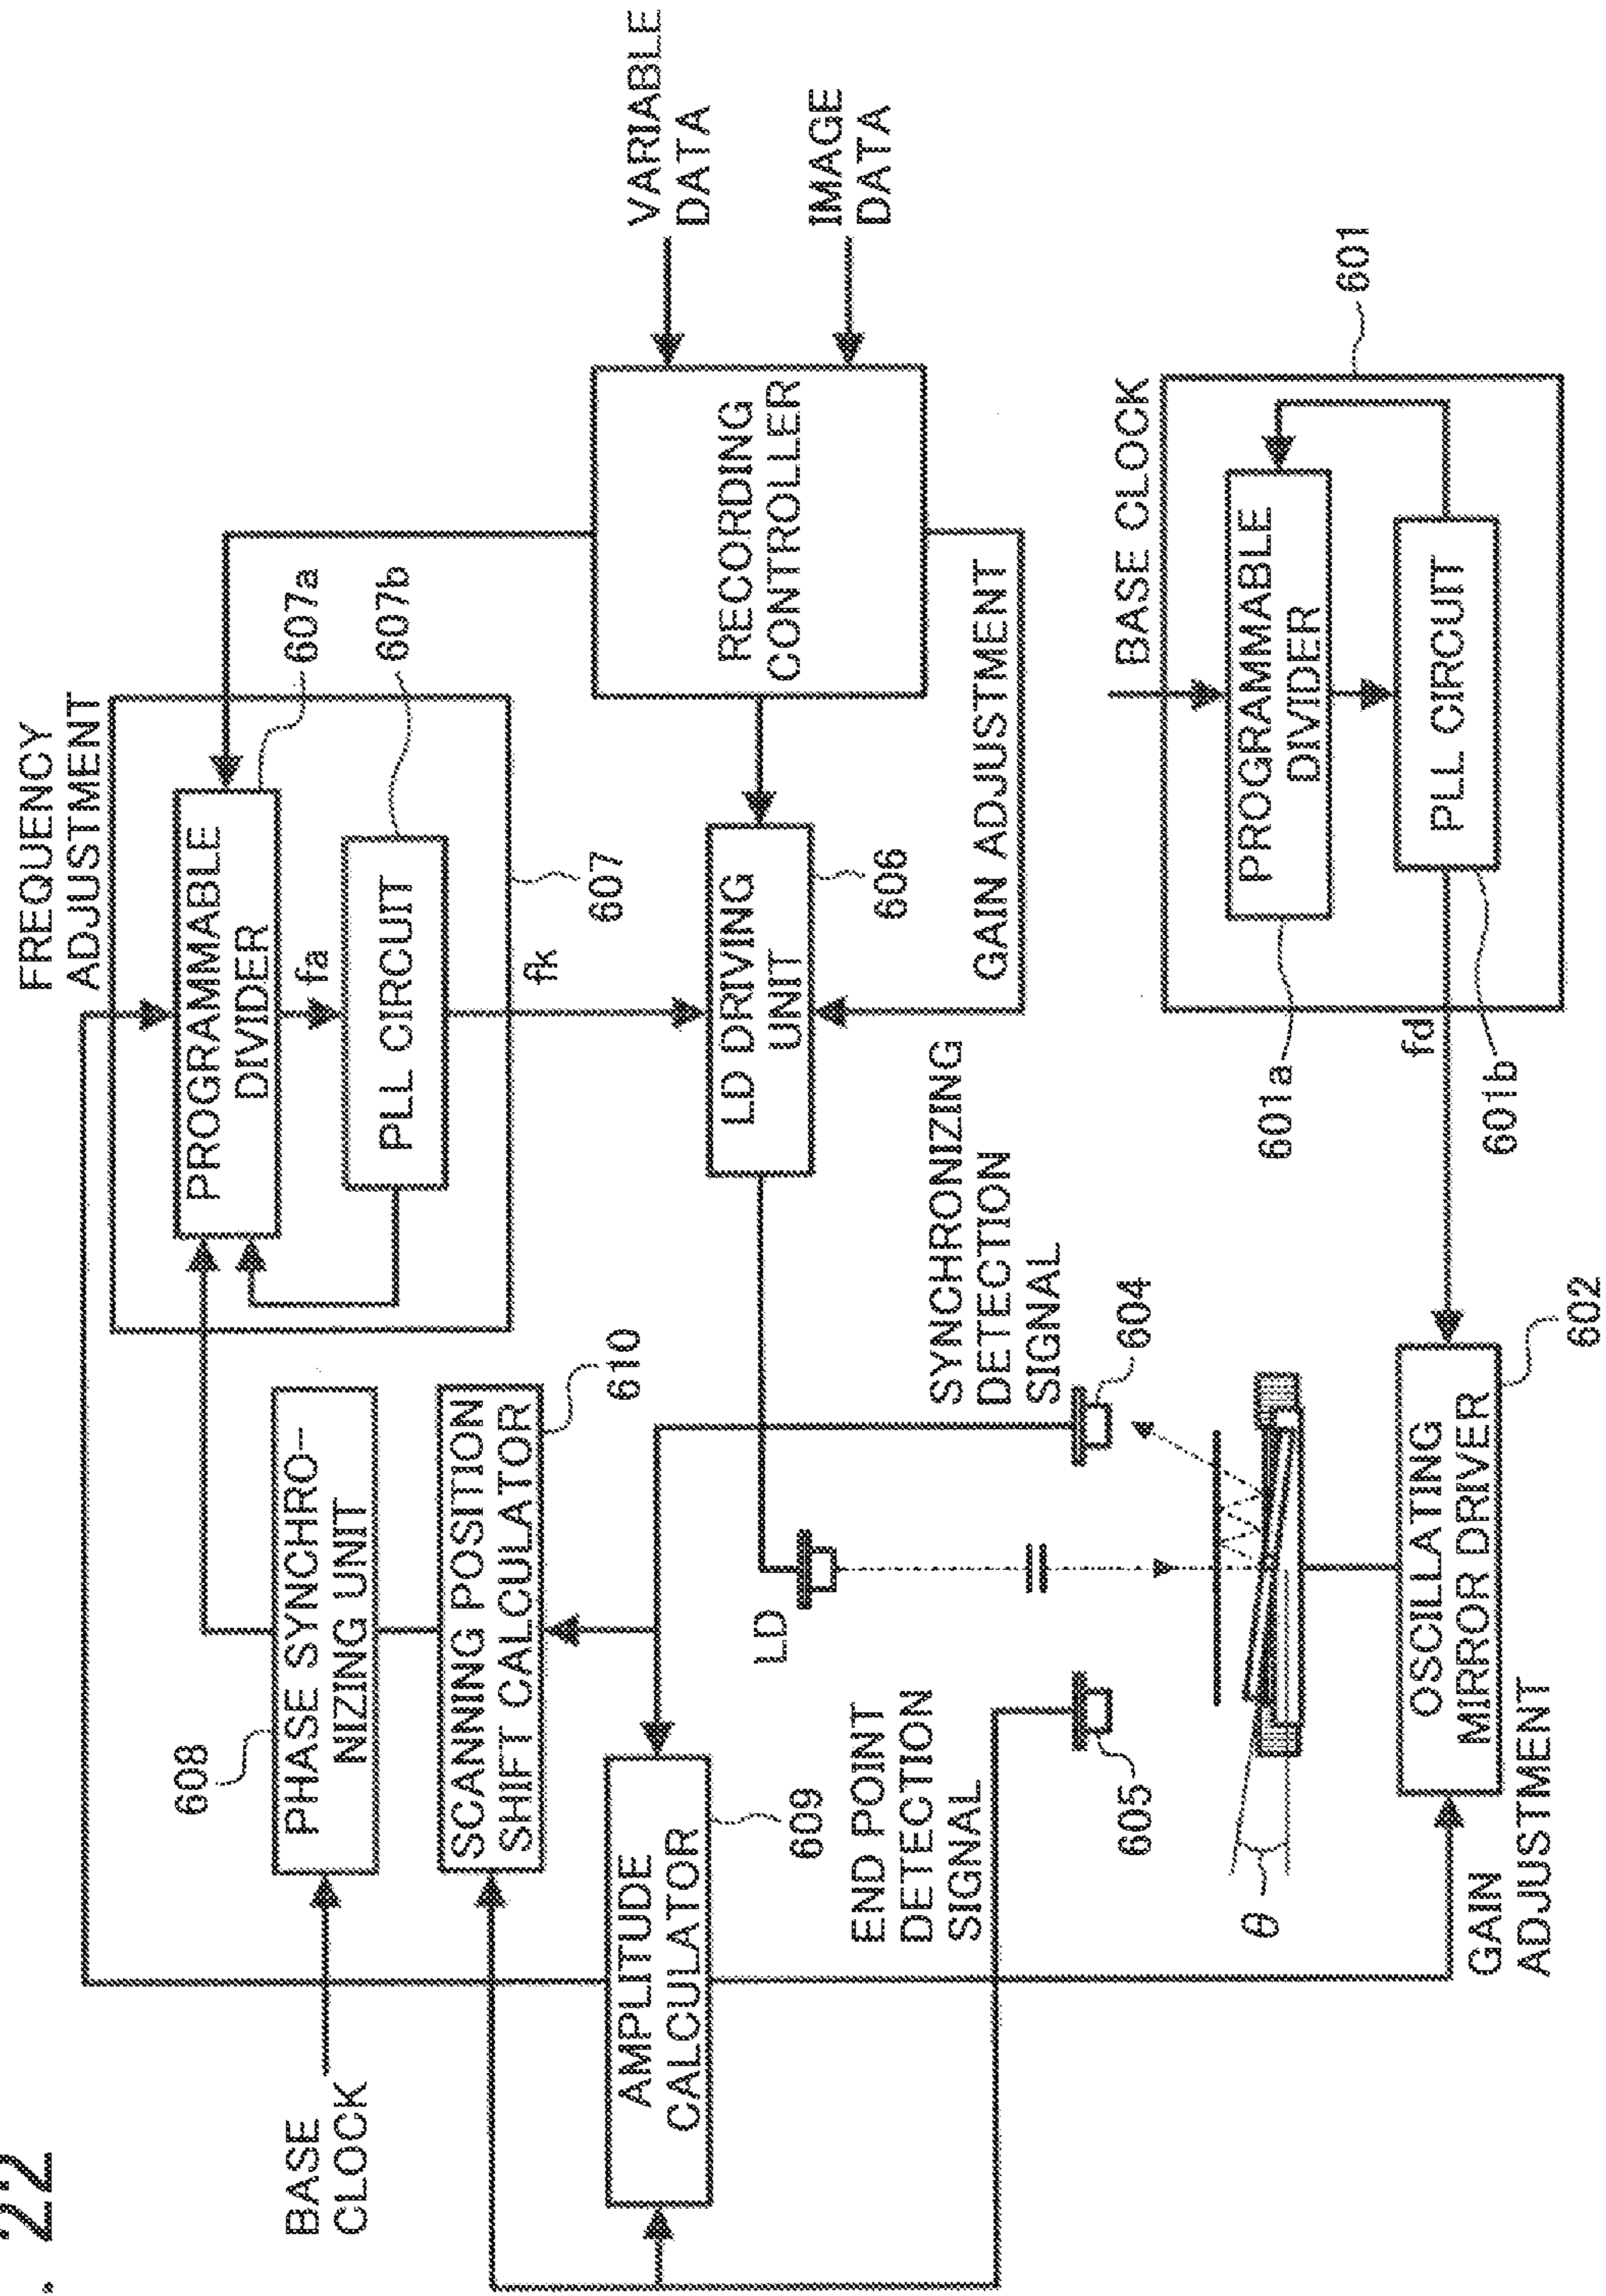 . 22
FREQUENCY
ADJUSTMENT
BASE
CLOCK
608
PHASE SYNCHRO-
NIZING UNIT
PROGRAMMABLE
DIVIDER
607a
fa
PLL CIRCUIT
607b
SCANNING POSITION
SHIFT CALCULATOR
610
fk
607
VARIABLE
DATA
AMPLITUDE
CALCULATOR
609
LD
LD DRIVING
UNIT
606
RECORDING
CONTROLLER
IMAGE
DATA
END POINT
DETECTION
SIGNAL
SYNCHRONIZING
DETECTION
SIGNAL
GAIN ADJUSTMENT
605
604
BASE CLOCK
θ
601a
PROGRAMMABLE
DIVIDER
601
fd
PLL CIRCUIT
601b
OSCILLATING
MIRROR DRIVER
602
GAIN
ADJUSTMENT